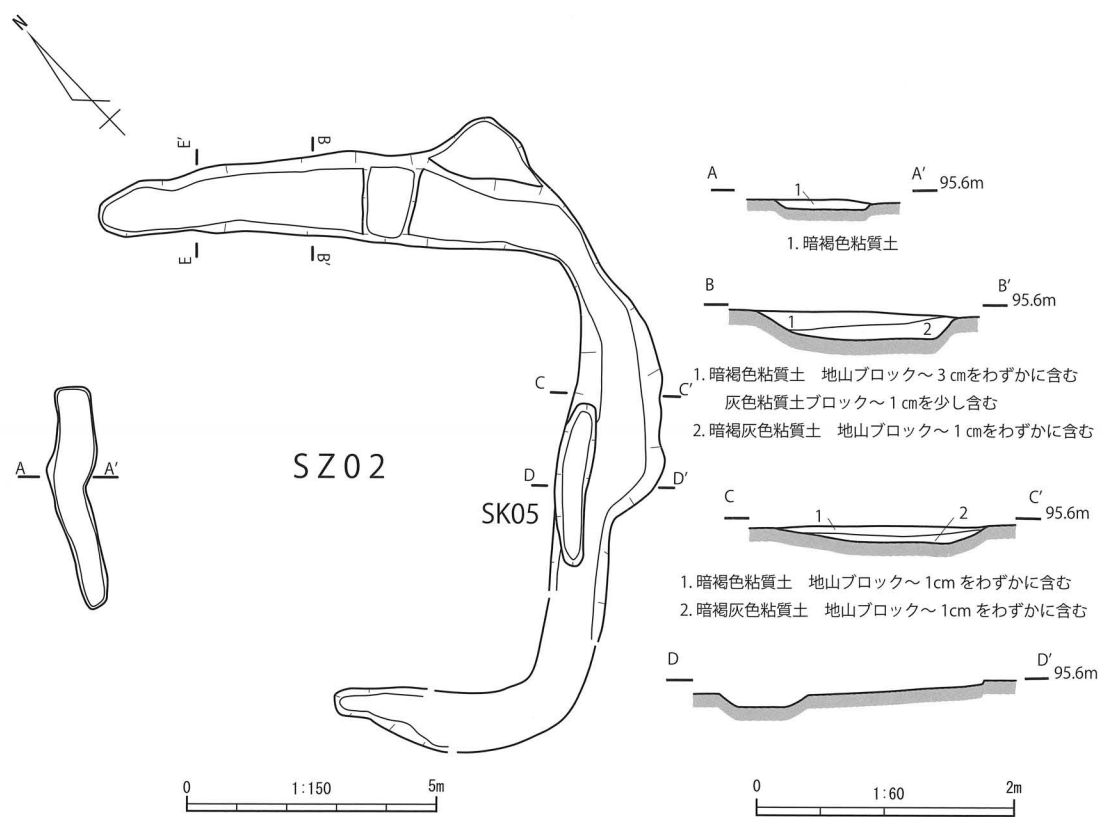 N
E′
B
E
B′
A
A′
SZ02
C
C′
D
D′
SK05
0
1:150
5m
A
A′
95.6m
1
1. 暗褐色粘質土
B
B′
95.6m
1
2
1. 暗褐色粘質土　地山ブロック～3㎝をわずかに含む
灰色粘質土ブロック～1㎝を少し含む
2. 暗褐灰色粘質土　地山ブロック～1㎝をわずかに含む
C
C′
95.6m
1
2
1. 暗褐色粘質土　地山ブロック～1cmをわずかに含む
2. 暗褐灰色粘質土　地山ブロック～1cmをわずかに含む
D
D′
95.6m
0
1:60
2m